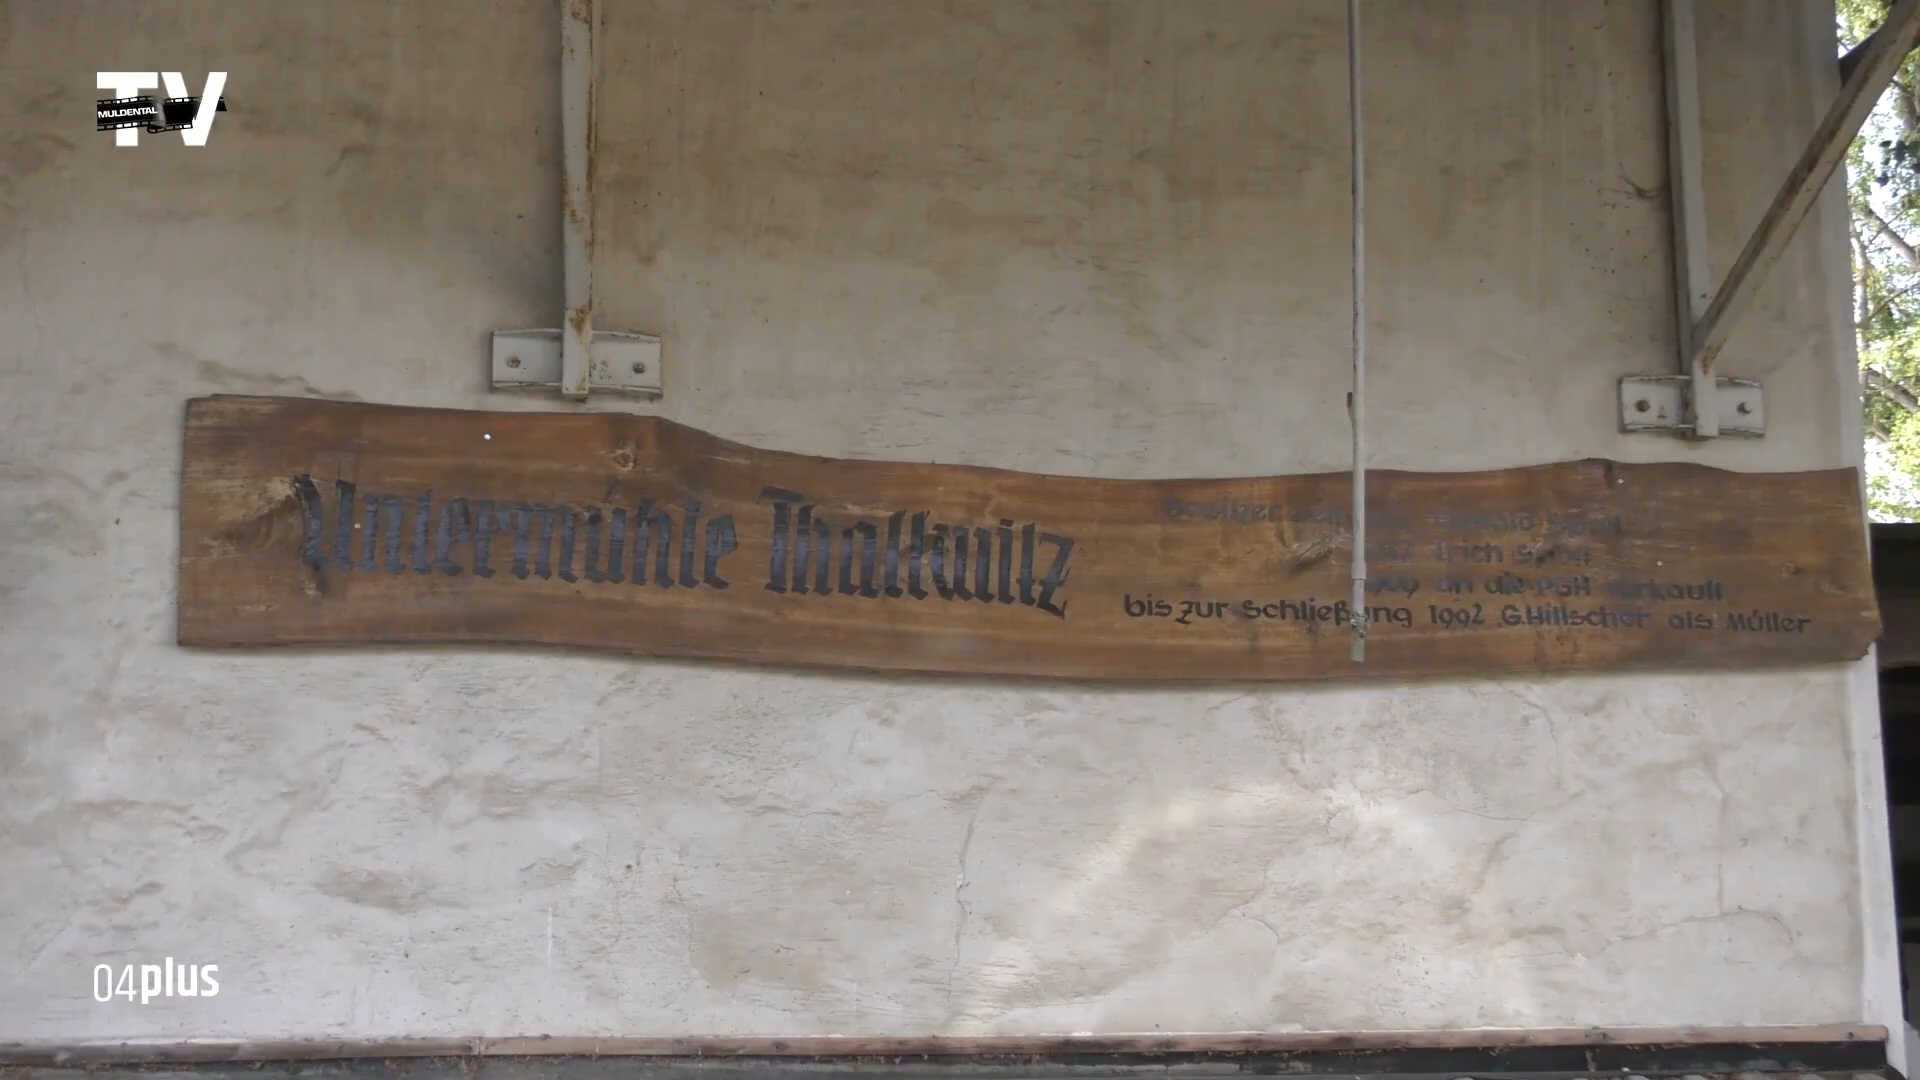 TV
MULDENTAL
Untermühle Thallwitz
Besitzer
Erich
an die PGH verkauft
bis zur Schließung 1992 G.Hillscher als Müller
04plus